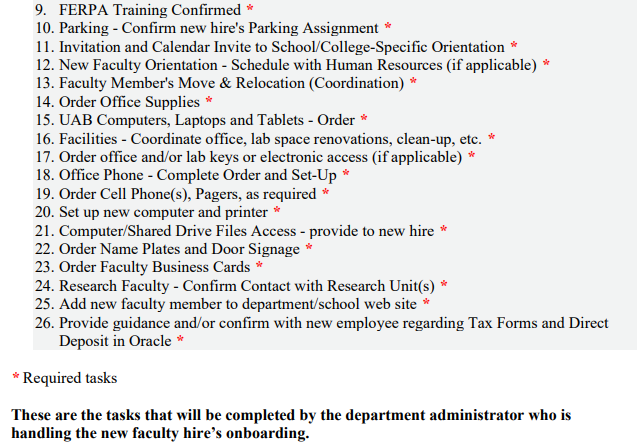 9. FERPA Training Confirmed *
10. Parking - Confirm new hire's Parking Assignment *
11. Invitation and Calendar Invite to School/College-Specific Orientation *
12. New Faculty Orientation - Schedule with Human Resources (if applicable) *
13. Faculty Member's Move & Relocation (Coordination) *
14. Order Office Supplies *
15. UAB Computers, Laptops and Tablets - Order *
16. Facilities - Coordinate office, lab space renovations, clean-up, etc. *
17. Order office and/or lab keys or electronic access (if applicable) *
18. Office Phone - Complete Order and Set-Up *
19. Order Cell Phone(s), Pagers, as required *
20. Set up new computer and printer *
21. Computer/Shared Drive Files Access - provide to new hire *
22. Order Name Plates and Door Signage *
23. Order Faculty Business Cards *
24. Research Faculty - Confirm Contact with Research Unit(s) *
25. Add new faculty member to department/school web site *
26. Provide guidance and/or confirm with new employee regarding Tax Forms and Direct
Deposit in Oracle *
* Required tasks
These are the tasks that will be completed by the department administrator who is
handling the new faculty hire’s onboarding.